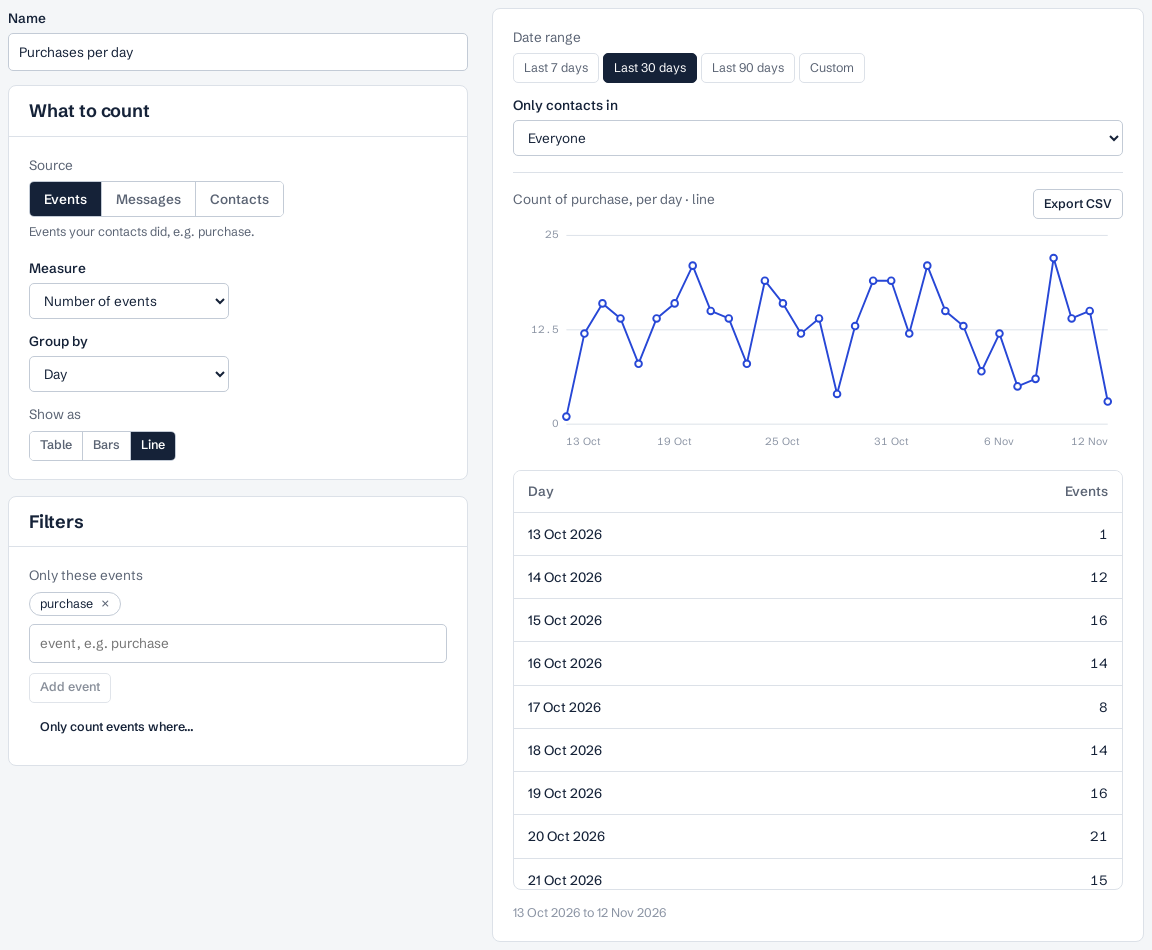 Name
Purchases per day
What to count
Source
Events Messages Contacts
Events your contacts did, e.g. purchase.
Measure
Number of events
Group by
Day
Show as
Table Bars Line
Filters
Only these events
purchase ×
event, e.g. purchase
Add event
Only count events where...
Date range
Last 7 days Last 30 days Last 90 days Custom
Only contacts in
Everyone
Count of purchase, per day · line
Export CSV
25
12.5
0
13 Oct 19 Oct 25 Oct 31 Oct 6 Nov 12 Nov
Day Events
13 Oct 2026 1
14 Oct 2026 12
15 Oct 2026 16
16 Oct 2026 14
17 Oct 2026 8
18 Oct 2026 14
19 Oct 2026 16
20 Oct 2026 21
21 Oct 2026 15
13 Oct 2026 to 12 Nov 2026